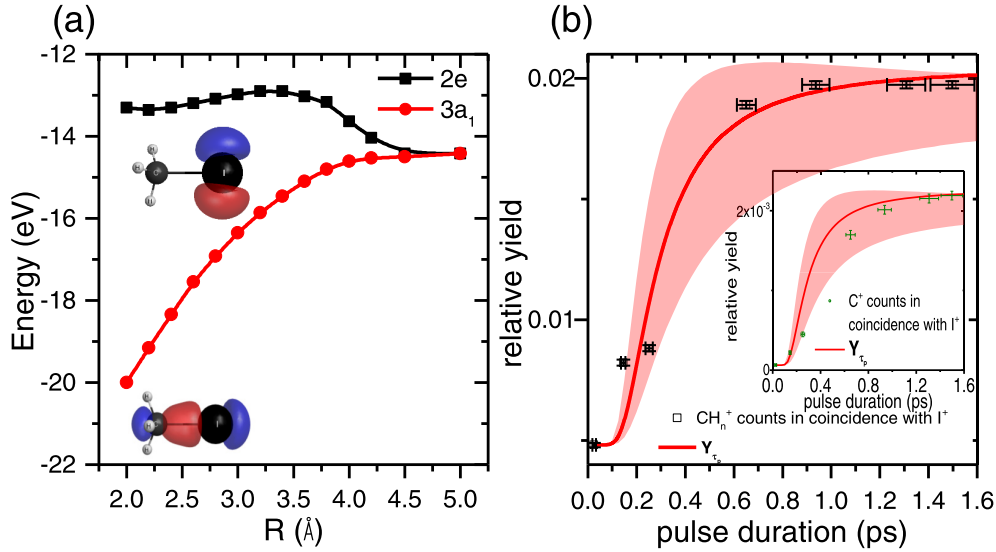 (a)
-12
-14
-16
-18
-20
-22
Energy (eV)
2e
3a₁
H
H
H
C
I
H
H
H
I
2.0 2.5 3.0 3.5 4.0 4.5 5.0
R (Å)
(b)
0.02
0.01
relative yield
0.0 0.2 0.4 0.6 0.8 1.0 1.2 1.4 1.6
pulse duration (ps)
□ CHₙ⁺ counts in coincidence with I⁺
Y_τₚ
2x10⁻³
0
relative yield
C⁺ counts in
coincidence with I⁺
Y_τₚ
0.0 0.4 0.8 1.2 1.6
pulse duration (ps)